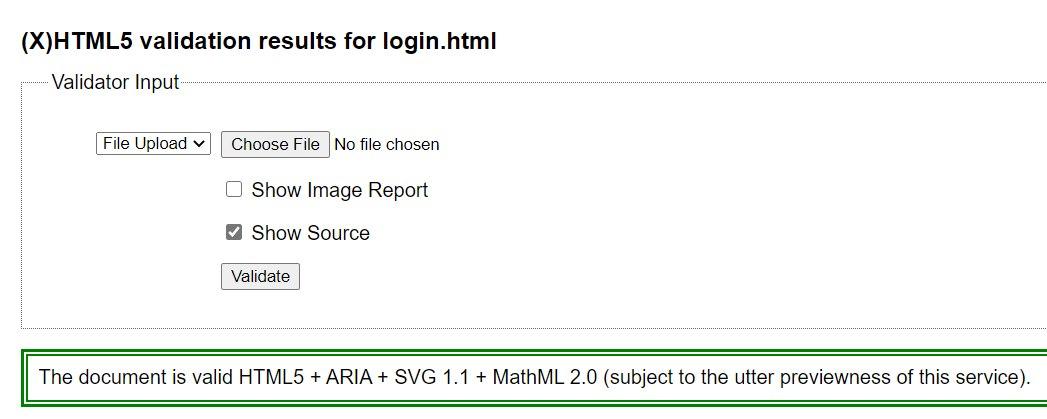 (X)HTML5 validation results for login.html
Validator Input
File Upload Choose File No file chosen
Show Image Report
Show Source
Validate
The document is valid HTML5 + ARIA + SVG 1.1 + MathML 2.0 (subject to the utter previewness of this service).